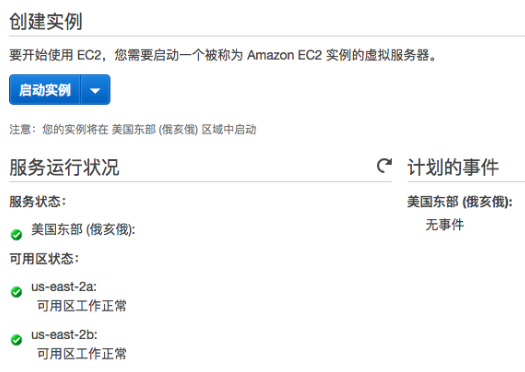 创建实例
要开始使用 EC2，您需要启动一个被称为 Amazon EC2 实例的虚拟服务器。
启动实例
注意：您的实例将在 美国东部 (俄亥俄) 区域中启动
服务运行状况
服务状态：
美国东部 (俄亥俄):
可用区状态：
us-east-2a:
可用区工作正常
us-east-2b:
可用区工作正常
计划的事件
美国东部 (俄亥俄):
无事件